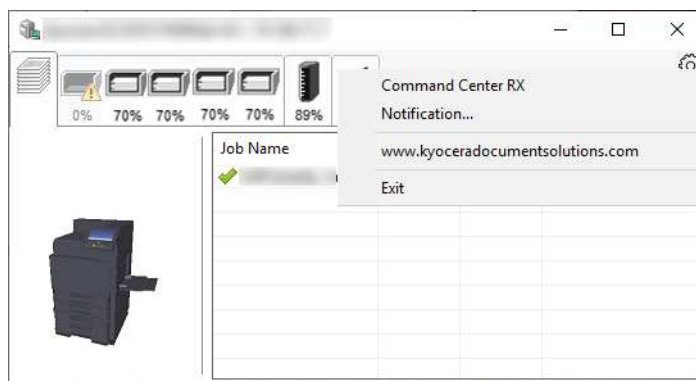 0% 70% 70% 70% 70% 89%
Command Center RX
Notification...
www.kyoceradocumentsolutions.com
Exit
Job Name